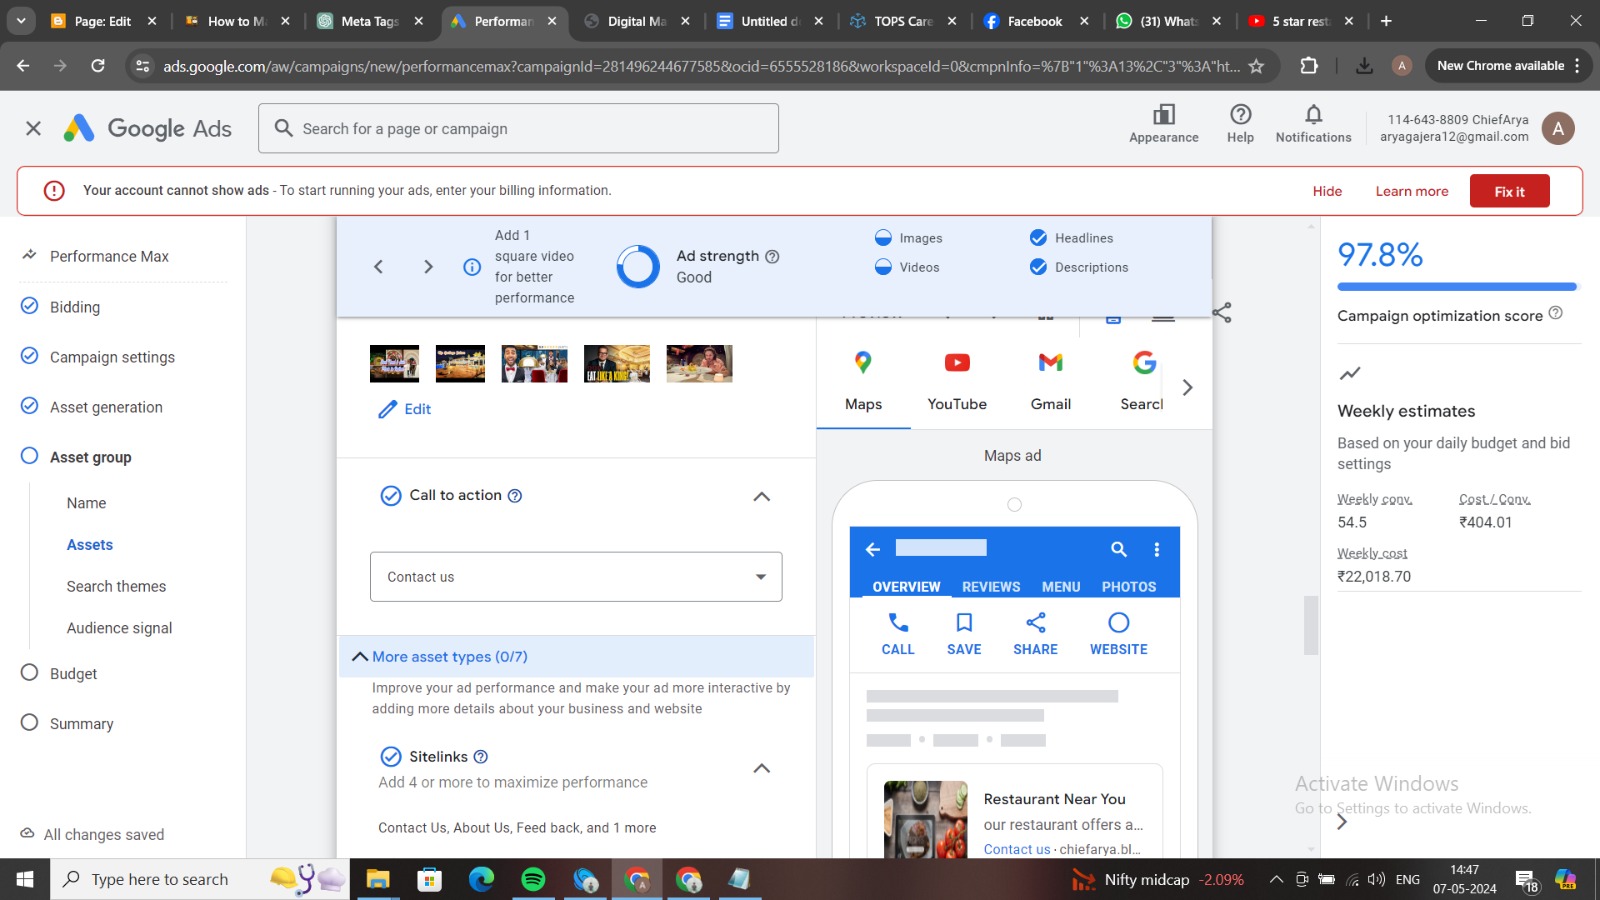 Page: Edit
How to Ma
Meta Tags
Performan
Digital Ma
Untitled d
TOPS Care
Facebook
(31) Whats
5 star rest
ads.google.com/aw/campaigns/new/performancemax?campaignId=281496244677585&ocid=6555528186&workspaceId=0&cmpnInfo=%7B"1"%3A13%2C"3"%3A"ht...
A
New Chrome available
Google Ads
Search for a page or campaign
Appearance
Help
Notifications
114-643-8809 ChiefArya
aryagajera12@gmail.com
A
Your account cannot show ads - To start running your ads, enter your billing information.
Hide
Learn more
Fix it
Performance Max
Bidding
Campaign settings
Asset generation
Asset group
Name
Assets
Search themes
Audience signal
Budget
Summary
All changes saved
Add 1
square video
for better
performance
Ad strength
Good
Images
Videos
Headlines
Descriptions
EAT LIKE A KING!
Edit
Call to action
Contact us
More asset types (0/7)
Improve your ad performance and make your ad more interactive by
adding more details about your business and website
Sitelinks
Add 4 or more to maximize performance
Contact Us, About Us, Feed back, and 1 more
Maps
YouTube
Gmail
Search
Maps ad
OVERVIEW
REVIEWS
MENU
PHOTOS
CALL
SAVE
SHARE
WEBSITE
Restaurant Near You
our restaurant offers a...
Contact us · chiefarya.bl...
97.8%
Campaign optimization score
Weekly estimates
Based on your daily budget and bid
settings
Weekly conv.
Cost / Conv.
54.5
₹404.01
Weekly cost
₹22,018.70
Activate Windows
Go to Settings to activate Windows.
Type here to search
Nifty midcap -2.09%
ENG
14:47
07-05-2024
18
PRE